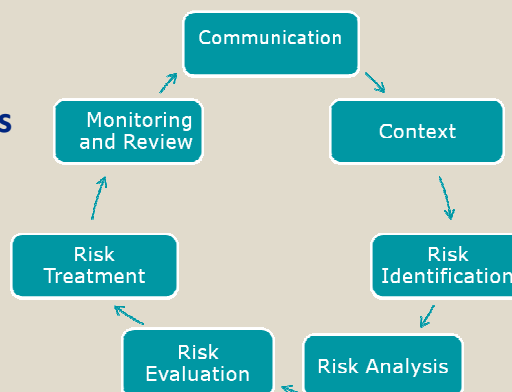 Communication
s
Monitoring
and Review
Context
Risk
Treatment
Risk
Identification
Risk
Evaluation
Risk Analysis